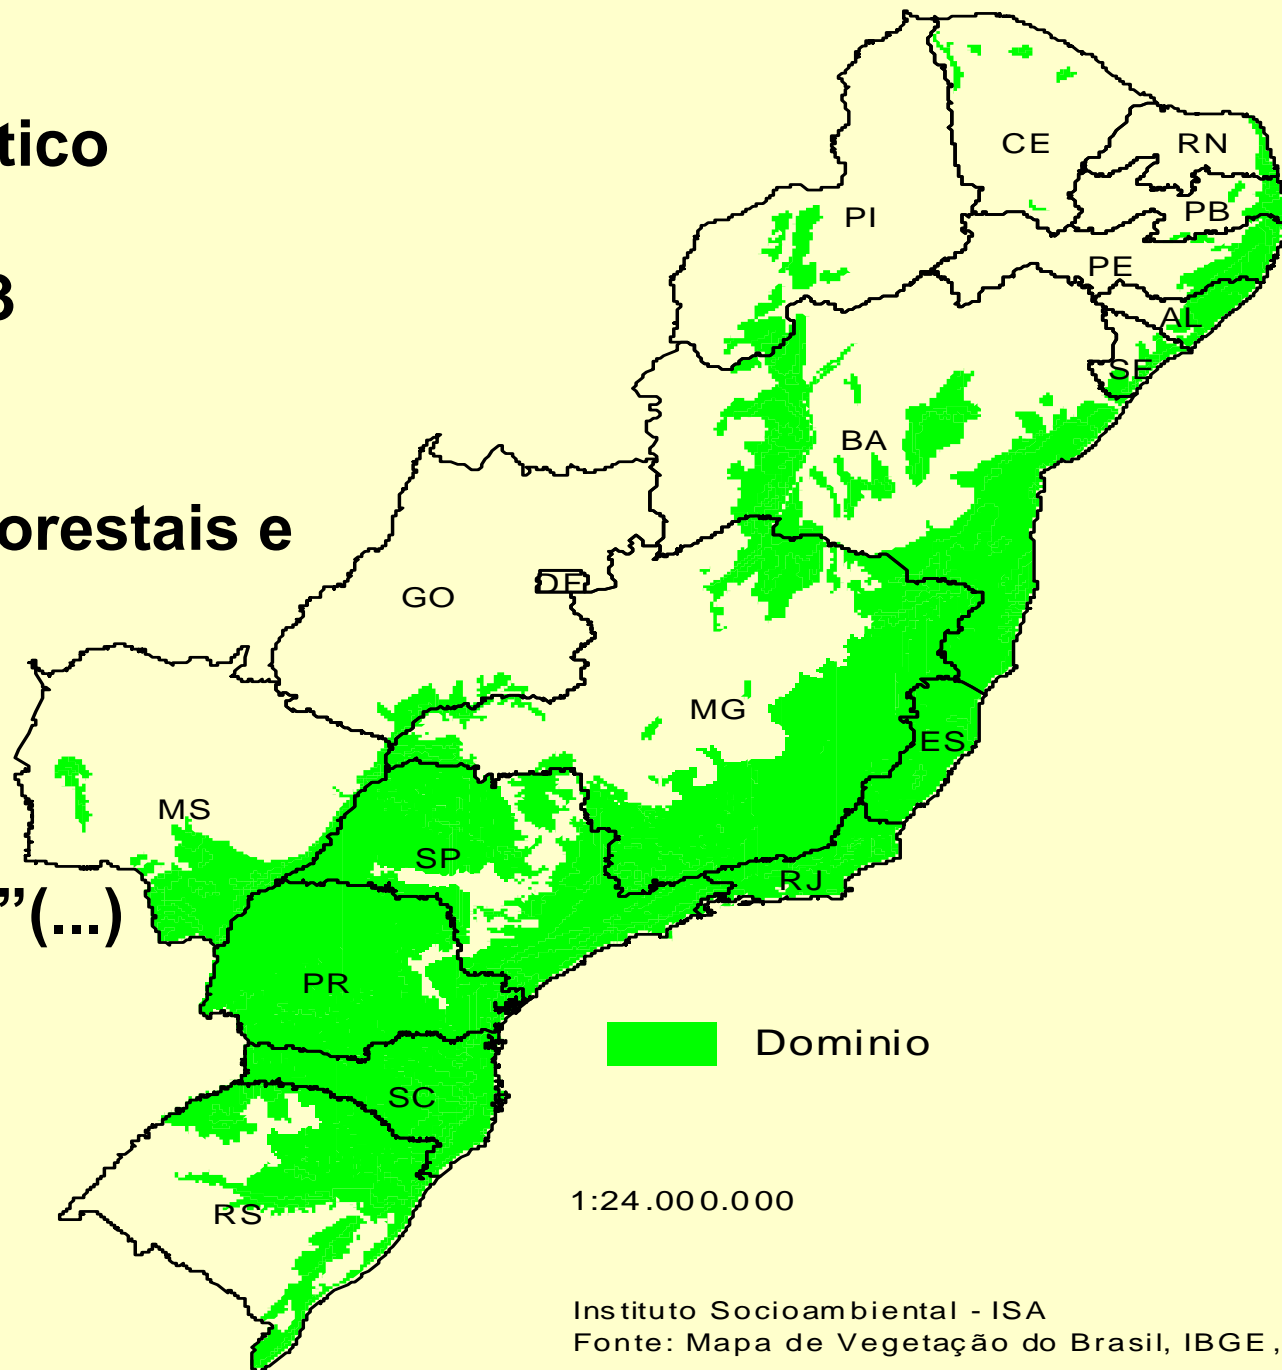 tico
3
orestais e
”(...)
CE
RN
PI
PB
PE
AL
SE
BA
DF
GO
MG
ES
MS
SP
RJ
PR
Dominio
SC
1:24.000.000
RS
Instituto Socioambiental - ISA
Fonte: Mapa de Vegetação do Brasil, IBGE,